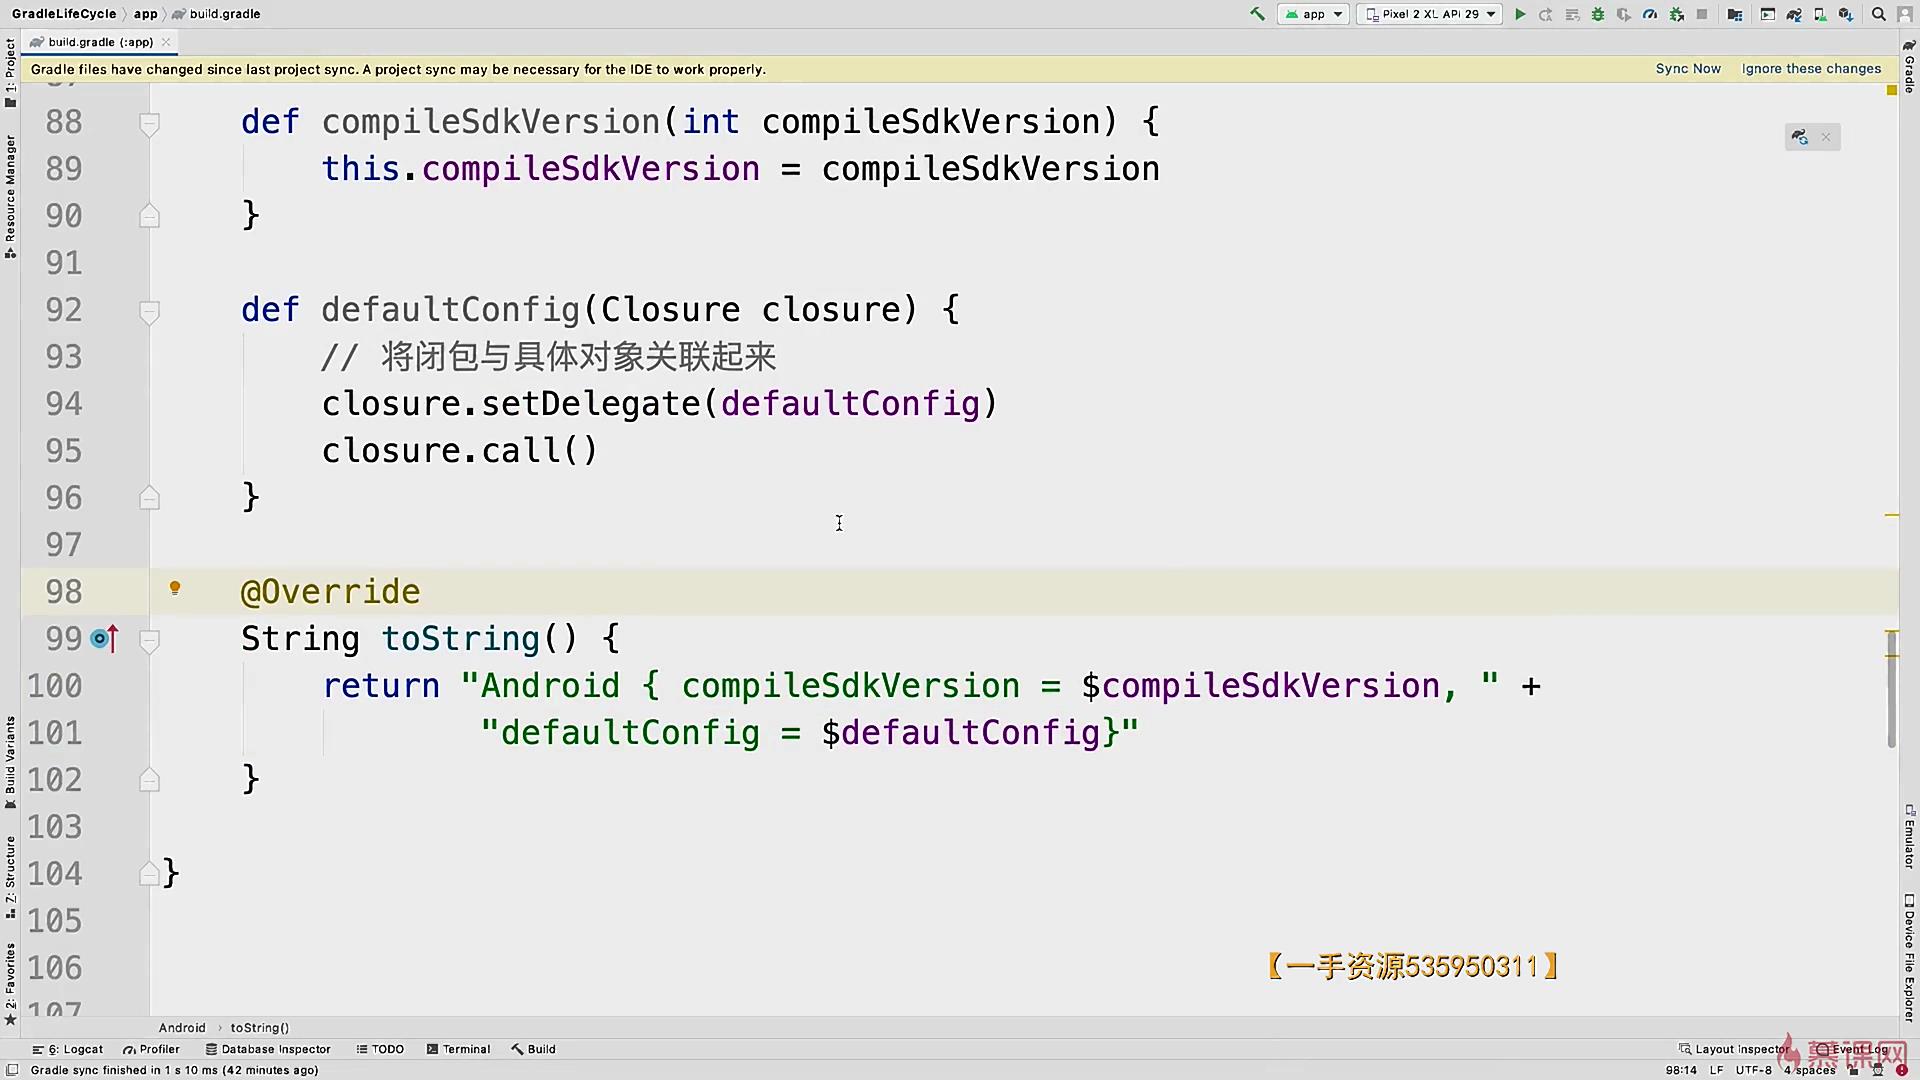 GradleLifeCycle app build.gradle
app Pixel 2 XL API 29
build.gradle (:app)
Gradle files have changed since last project sync. A project sync may be necessary for the IDE to work properly. Sync Now Ignore these changes
1: Project
Resource Manager
Build Variants
7: Structure
2: Favorites
88 def compileSdkVersion(int compileSdkVersion) {
89 this.compileSdkVersion = compileSdkVersion
90 }
91
92 def defaultConfig(Closure closure) {
93 // 将闭包与具体对象关联起来
94 closure.setDelegate(defaultConfig)
95 closure.call()
96 }
97
98 @Override
99 String toString() {
100 return "Android { compileSdkVersion = $compileSdkVersion, " +
101 "defaultConfig = $defaultConfig}"
102 }
103
104 }
105
106
107
【一手资源535950311】
Gradle
Emulator
Device File Explorer
Android toString()
6: Logcat Profiler Database Inspector TODO Terminal Build Layout Inspector Event Log
慕课网
Gradle sync finished in 1 s 10 ms (42 minutes ago) 98:14 LF UTF-8 4 spaces